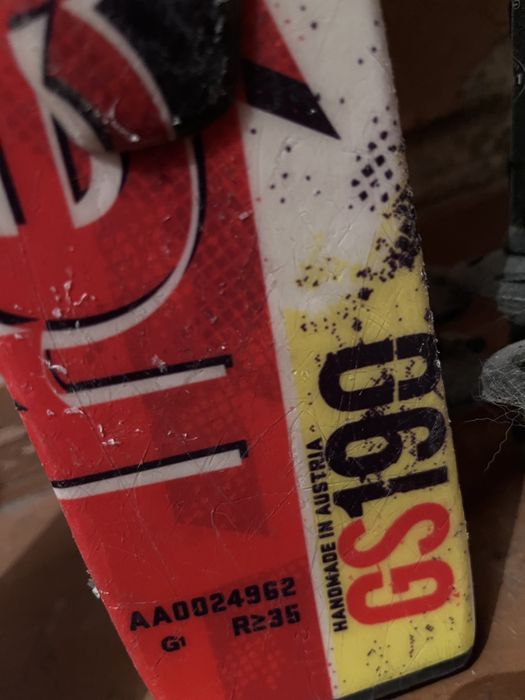 GS190
HANDMADE IN AUSTRIA
AA0024962
G1 R≥35